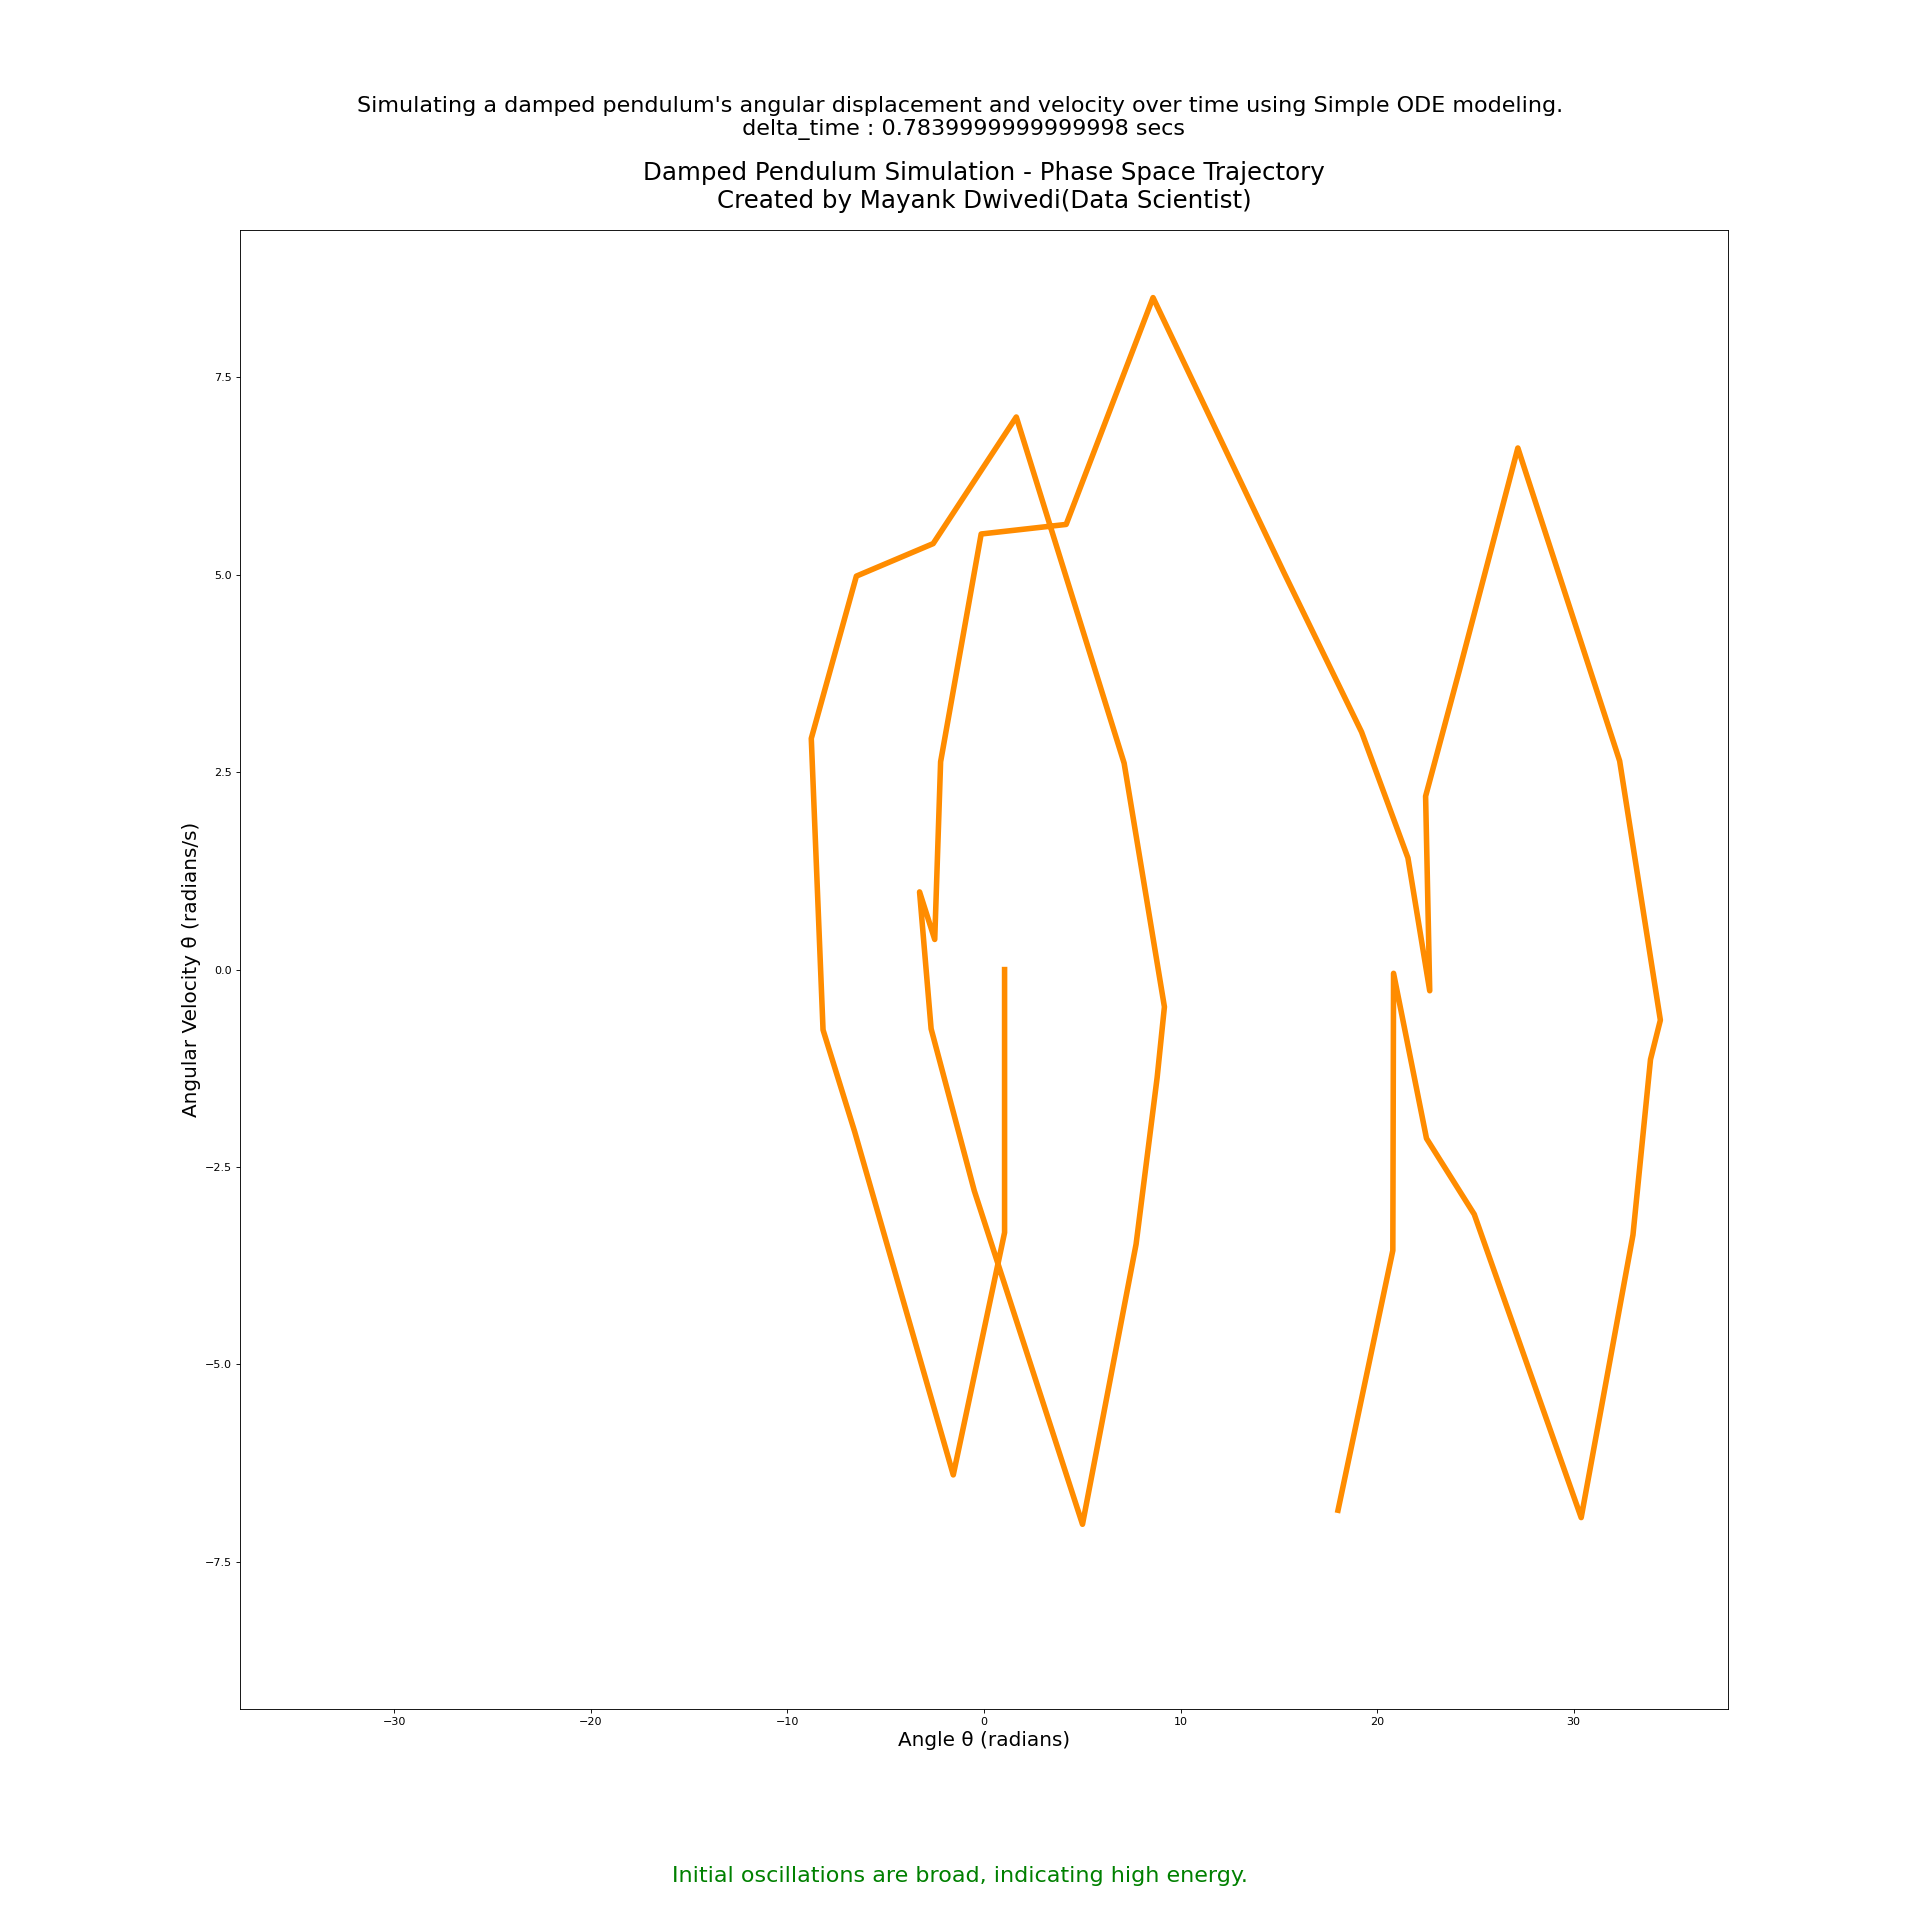 Simulating a damped pendulum's angular displacement and velocity over time using Simple ODE modeling.
delta_time : 0.7839999999999998 secs
Damped Pendulum Simulation - Phase Space Trajectory
Created by Mayank Dwivedi(Data Scientist)
7.5
5.0
2.5
0.0
−2.5
−5.0
−7.5
Angular Velocity θ (radians/s)
−30
−20
−10
0
10
20
30
Angle θ (radians)
Initial oscillations are broad, indicating high energy.